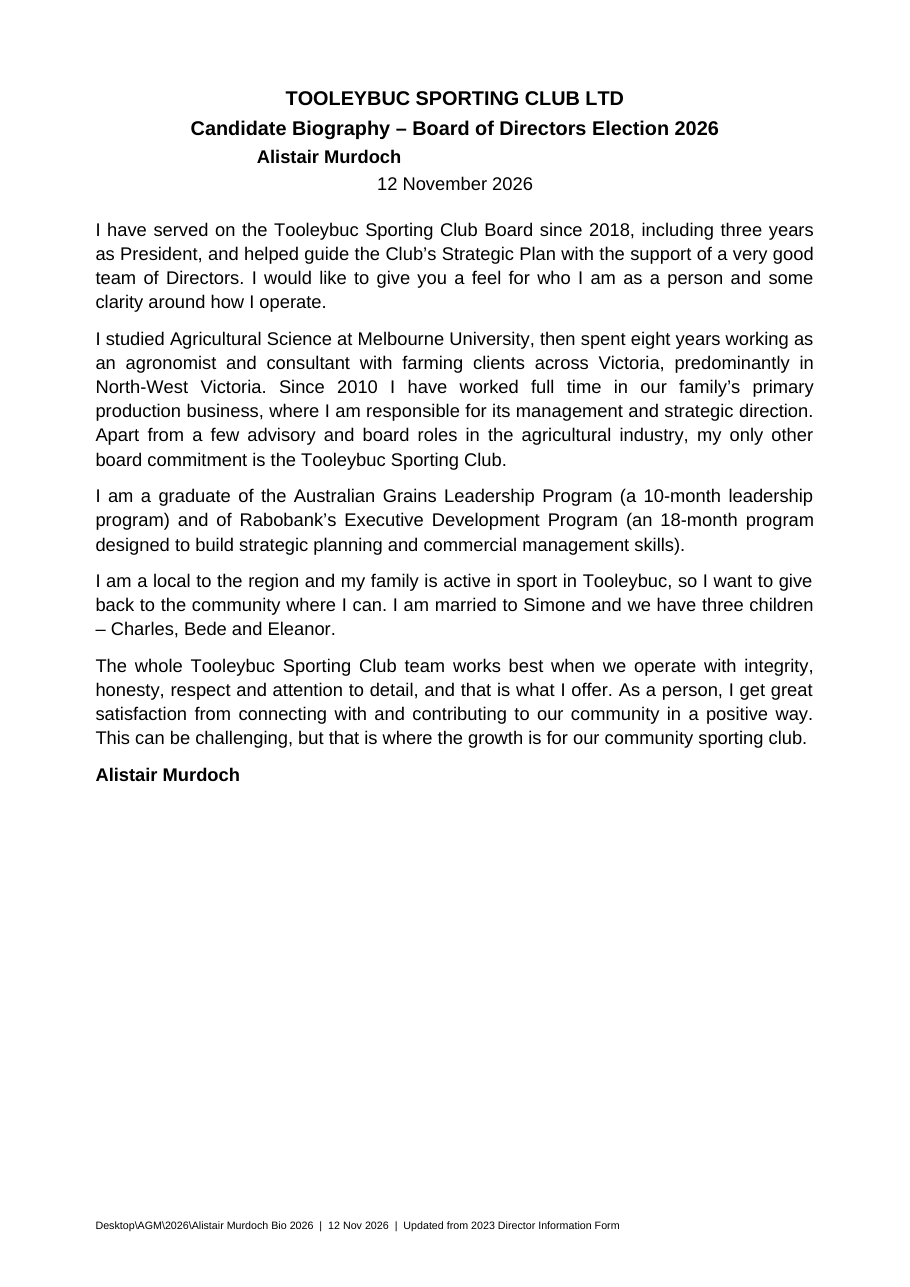 TOOLEYBUC SPORTING CLUB LTD
Candidate Biography – Board of Directors Election 2026
Alistair Murdoch
12 November 2026
I have served on the Tooleybuc Sporting Club Board since 2018, including three years
as President, and helped guide the Club’s Strategic Plan with the support of a very good
team of Directors. I would like to give you a feel for who I am as a person and some
clarity around how I operate.
I studied Agricultural Science at Melbourne University, then spent eight years working as
an agronomist and consultant with farming clients across Victoria, predominantly in
North-West Victoria. Since 2010 I have worked full time in our family’s primary
production business, where I am responsible for its management and strategic direction.
Apart from a few advisory and board roles in the agricultural industry, my only other
board commitment is the Tooleybuc Sporting Club.
I am a graduate of the Australian Grains Leadership Program (a 10-month leadership
program) and of Rabobank’s Executive Development Program (an 18-month program
designed to build strategic planning and commercial management skills).
I am a local to the region and my family is active in sport in Tooleybuc, so I want to give
back to the community where I can. I am married to Simone and we have three children
– Charles, Bede and Eleanor.
The whole Tooleybuc Sporting Club team works best when we operate with integrity,
honesty, respect and attention to detail, and that is what I offer. As a person, I get great
satisfaction from connecting with and contributing to our community in a positive way.
This can be challenging, but that is where the growth is for our community sporting club.
Alistair Murdoch
Desktop\AGM\2026\Alistair Murdoch Bio 2026 | 12 Nov 2026 | Updated from 2023 Director Information Form